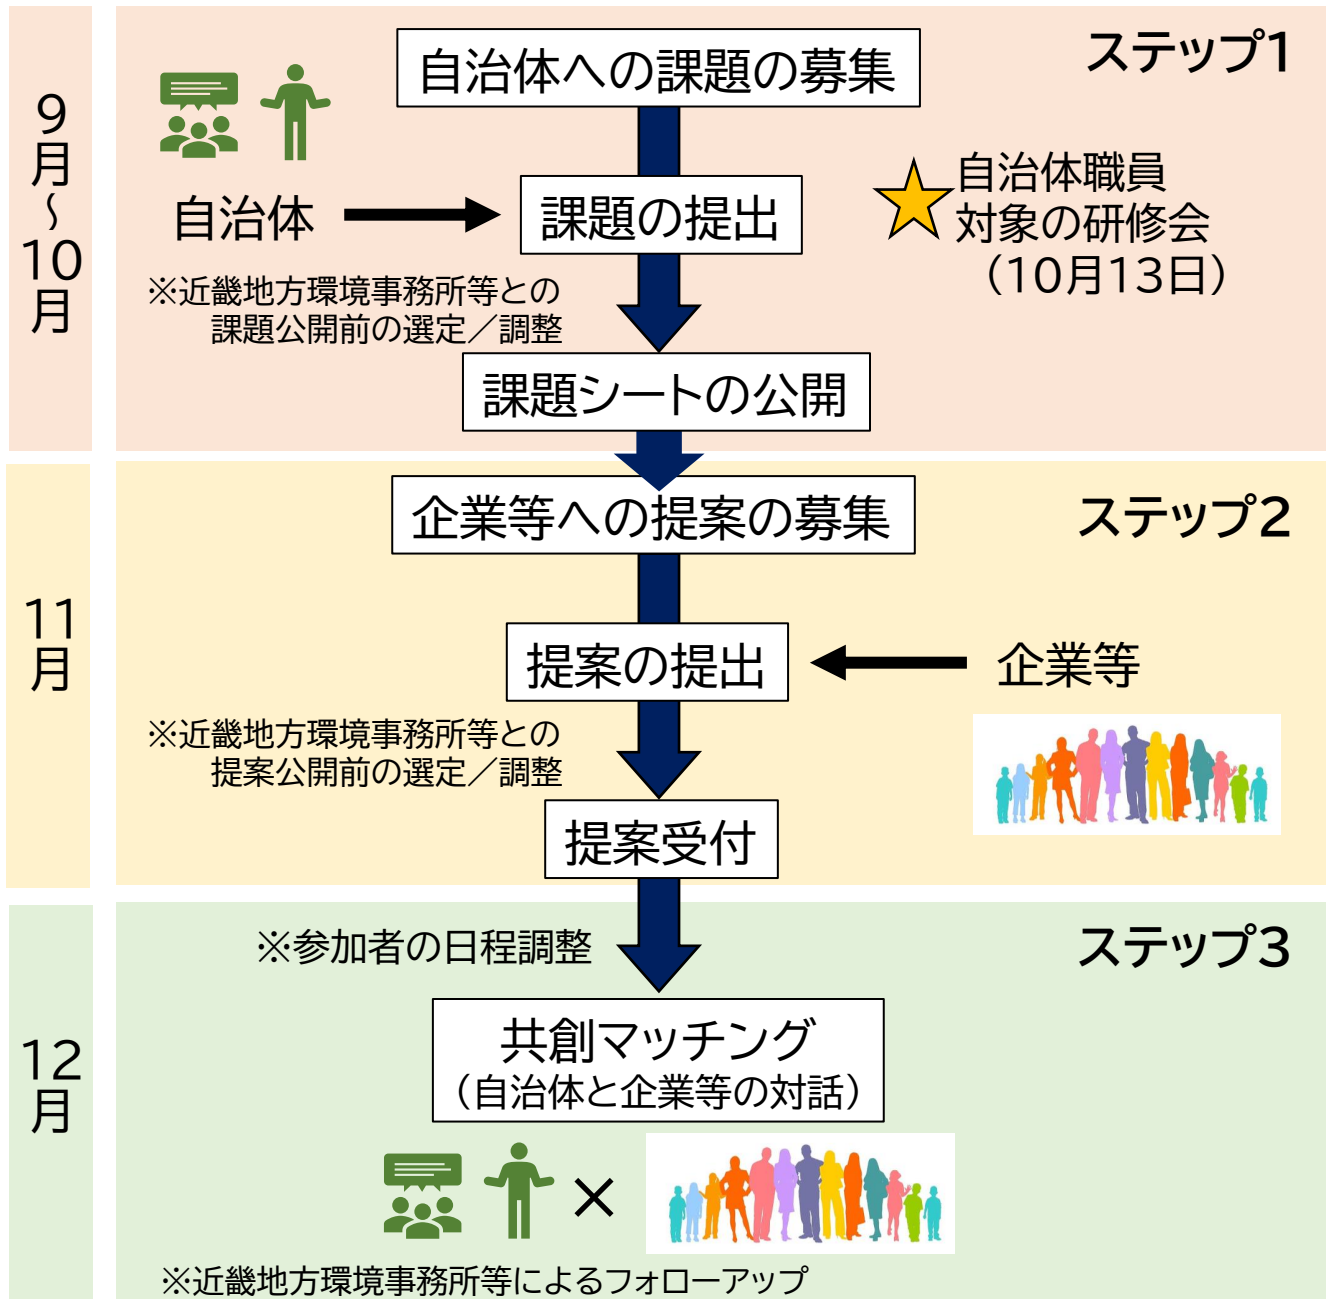 9月～10月
ステップ1
自治体への課題の募集
自治体
課題の提出
自治体職員
対象の研修会
（10月13日）
※近畿地方環境事務所等との
課題公開前の選定／調整
課題シートの公開
11月
ステップ2
企業等への提案の募集
提案の提出
企業等
※近畿地方環境事務所等との
提案公開前の選定／調整
提案受付
12月
ステップ3
※参加者の日程調整
共創マッチング
（自治体と企業等の対話）
×
※近畿地方環境事務所等によるフォローアップ